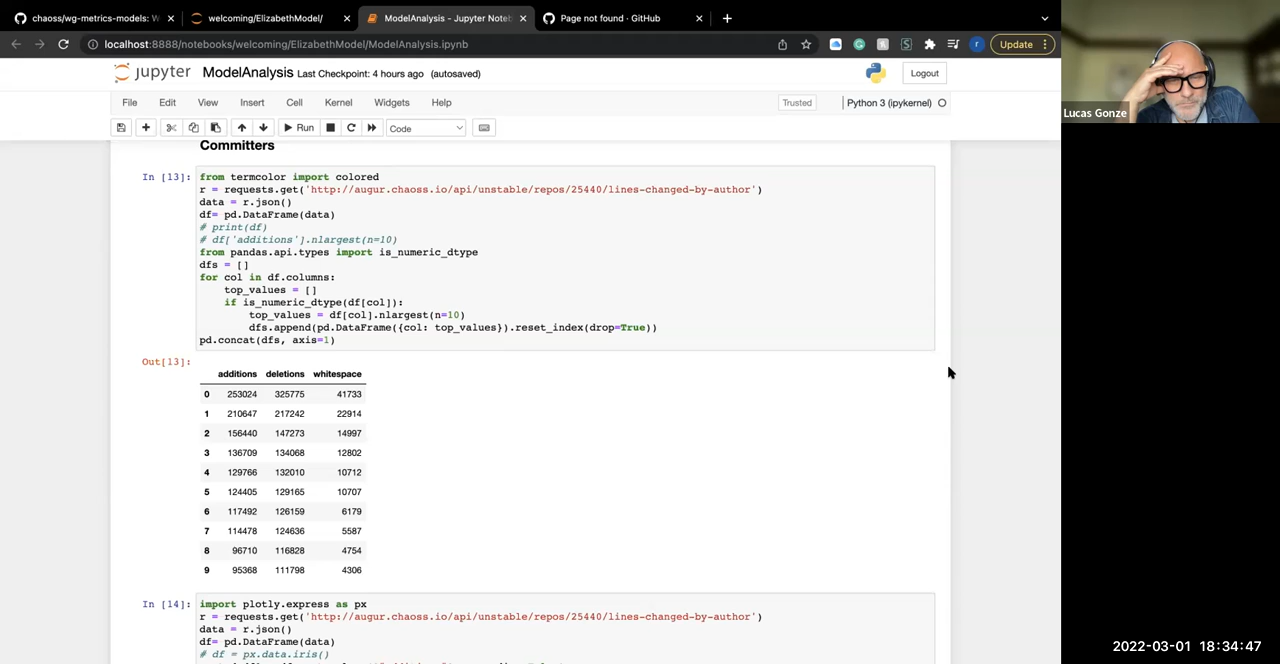 chaoss/wg-metrics-models: W
welcoming/ElizabethModel/
ModelAnalysis - Jupyter Noteb
Page not found · GitHub
localhost:8888/notebooks/welcoming/ElizabethModel/ModelAnalysis.ipynb
Update
jupyter ModelAnalysis Last Checkpoint: 4 hours ago (autosaved)
Logout
File Edit View Insert Cell Kernel Widgets Help
Trusted
Python 3 (ipykernel)
Run
Code
Lucas Gonze
Committers
In [13]:
from termcolor import colored
r = requests.get('http://augur.chaoss.io/api/unstable/repos/25440/lines-changed-by-author')
data = r.json()
df= pd.DataFrame(data)
# print(df)
# df['additions'].nlargest(n=10)
from pandas.api.types import is_numeric_dtype
dfs = []
for col in df.columns:
    top_values = []
    if is_numeric_dtype(df[col]):
        top_values = df[col].nlargest(n=10)
        dfs.append(pd.DataFrame({col: top_values}).reset_index(drop=True))
pd.concat(dfs, axis=1)
Out[13]:
additions deletions whitespace
0 253024 325775 41733
1 210647 217242 22914
2 156440 147273 14997
3 136709 134068 12802
4 129766 132010 10712
5 124405 129165 10707
6 117492 126159 6179
7 114478 124636 5587
8 96710 116828 4754
9 95368 111798 4306
In [14]:
import plotly.express as px
r = requests.get('http://augur.chaoss.io/api/unstable/repos/25440/lines-changed-by-author')
data = r.json()
df= pd.DataFrame(data)
# df = px.data.iris()
2022-03-01 18:34:47